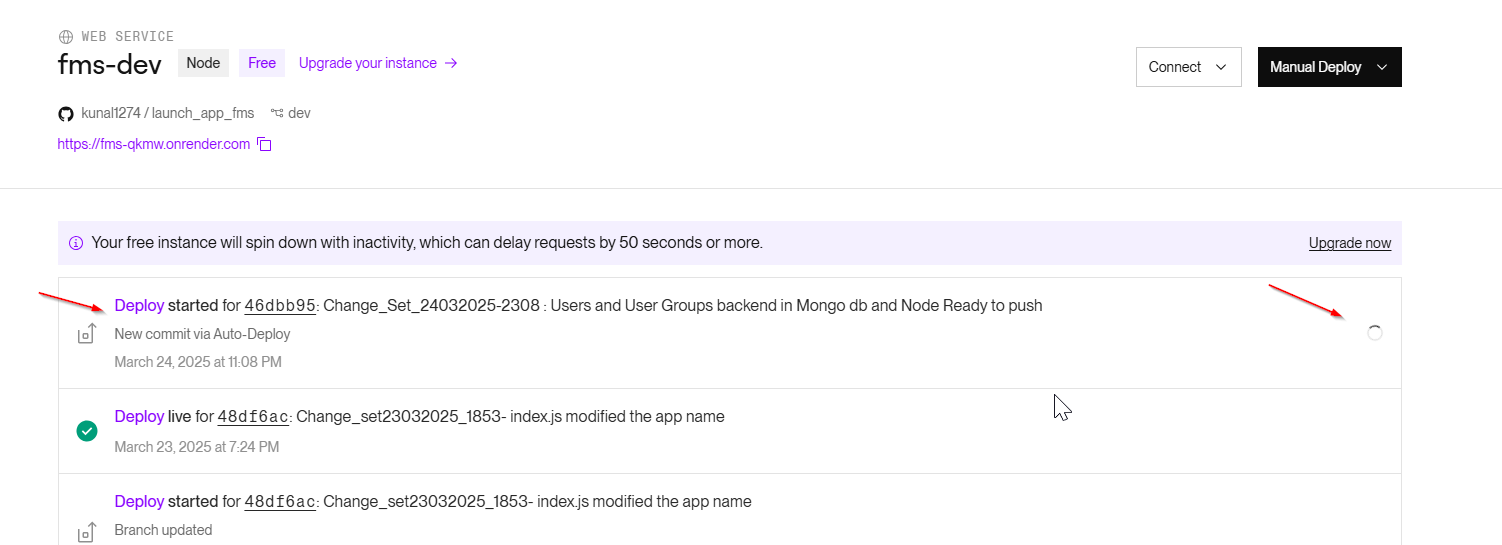 WEB SERVICE
fms-dev Node Free Upgrade your instance →
Connect
Manual Deploy
kunal1274 / launch_app_fms dev
https://fms-qkmw.onrender.com
Your free instance will spin down with inactivity, which can delay requests by 50 seconds or more. Upgrade now
Deploy started for 46dbb95: Change_Set_24032025-2308 : Users and User Groups backend in Mongo db and Node Ready to push
New commit via Auto-Deploy
March 24, 2025 at 11:08 PM
Deploy live for 48df6ac: Change_set23032025_1853- index.js modified the app name
March 23, 2025 at 7:24 PM
Deploy started for 48df6ac: Change_set23032025_1853- index.js modified the app name
Branch updated